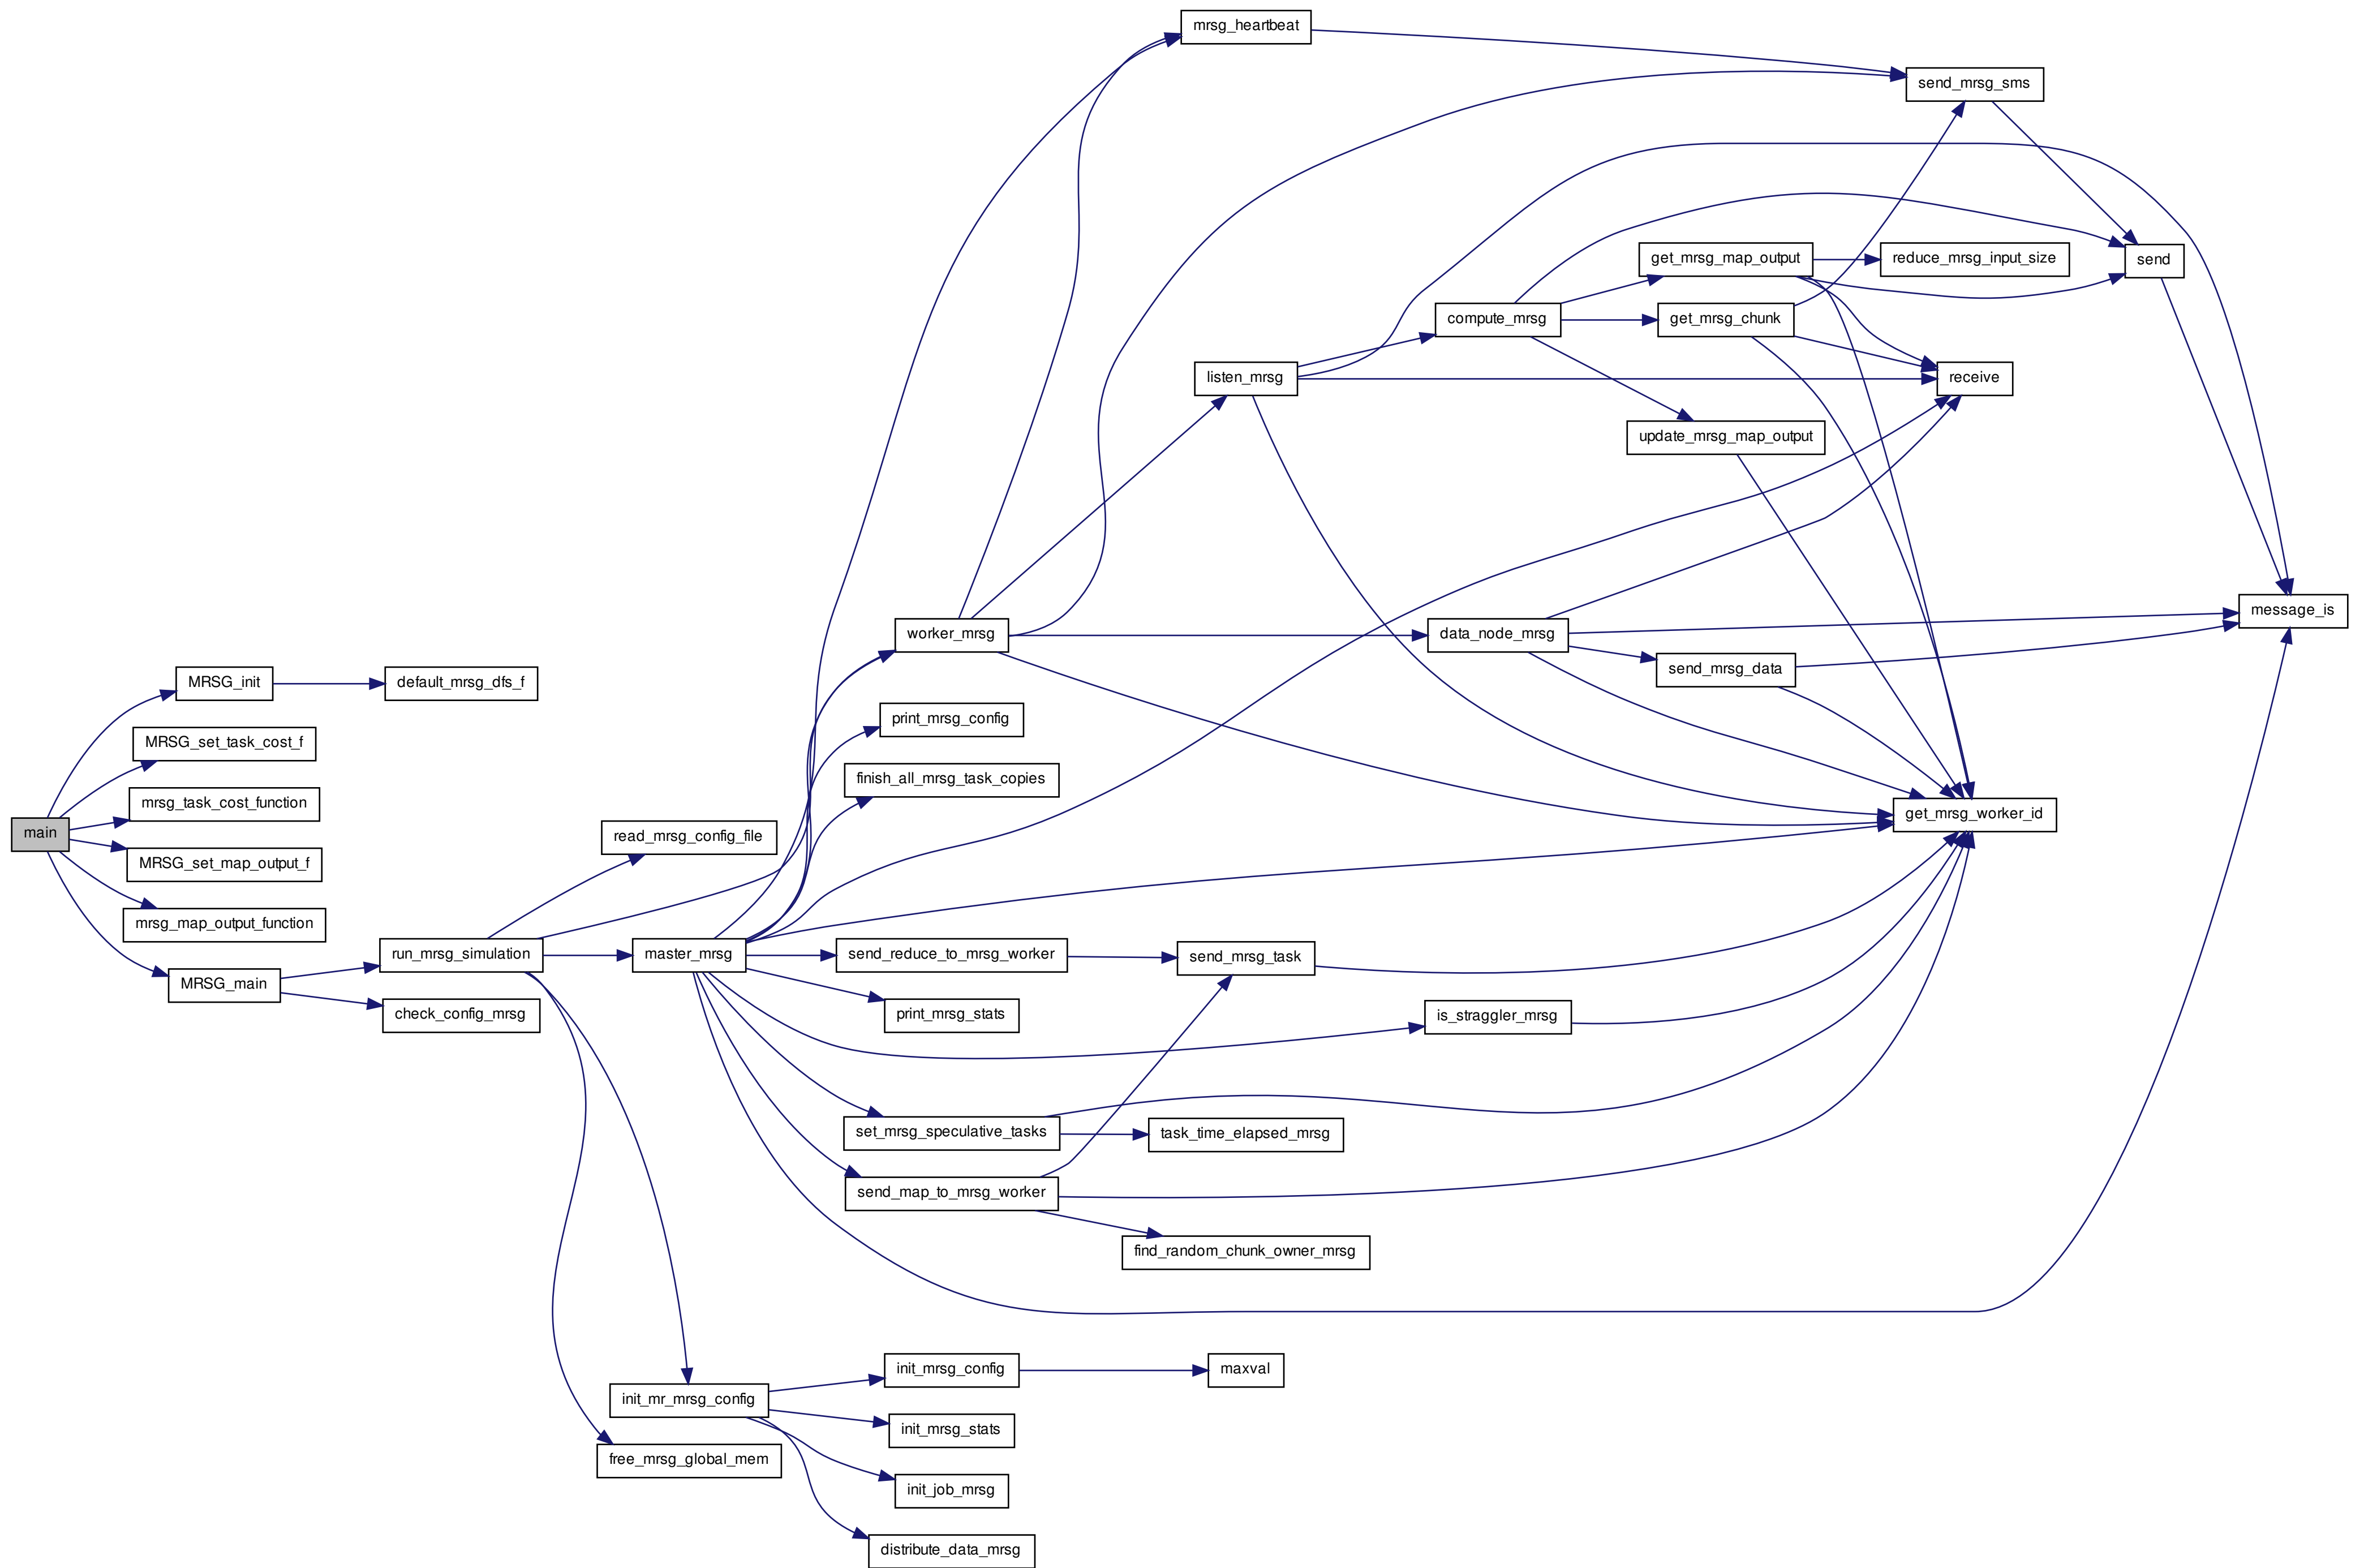 mrsg_heartbeat
send_mrsg_sms
get_mrsg_map_output
reduce_mrsg_input_size
send
compute_mrsg
get_mrsg_chunk
listen_mrsg
receive
update_mrsg_map_output
message_is
worker_mrsg
data_node_mrsg
send_mrsg_data
MRSG_init
default_mrsg_dfs_f
print_mrsg_config
MRSG_set_task_cost_f
finish_all_mrsg_task_copies
mrsg_task_cost_function
get_mrsg_worker_id
main
read_mrsg_config_file
MRSG_set_map_output_f
mrsg_map_output_function
run_mrsg_simulation
master_mrsg
send_reduce_to_mrsg_worker
send_mrsg_task
MRSG_main
check_config_mrsg
print_mrsg_stats
is_straggler_mrsg
set_mrsg_speculative_tasks
task_time_elapsed_mrsg
send_map_to_mrsg_worker
find_random_chunk_owner_mrsg
init_mrsg_config
maxval
init_mr_mrsg_config
init_mrsg_stats
free_mrsg_global_mem
init_job_mrsg
distribute_data_mrsg